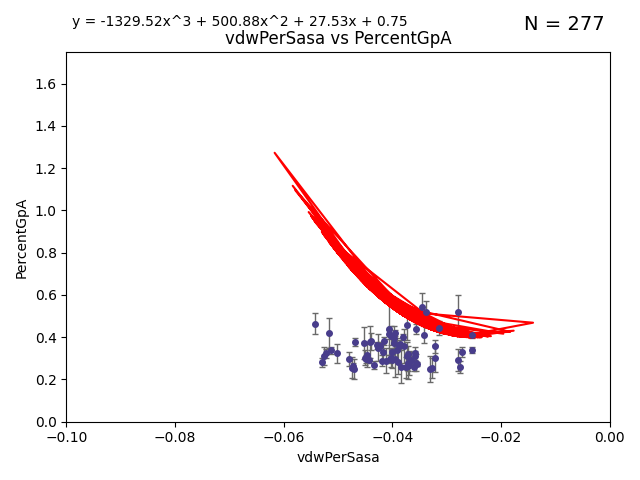 y = -1329.52x^3 + 500.88x^2 + 27.53x + 0.75
N = 277
vdwPerSasa vs PercentGpA
1.6
1.4
1.2
1.0
0.8
0.6
0.4
0.2
0.0
PercentGpA
−0.10 −0.08 −0.06 −0.04 −0.02 0.00
vdwPerSasa